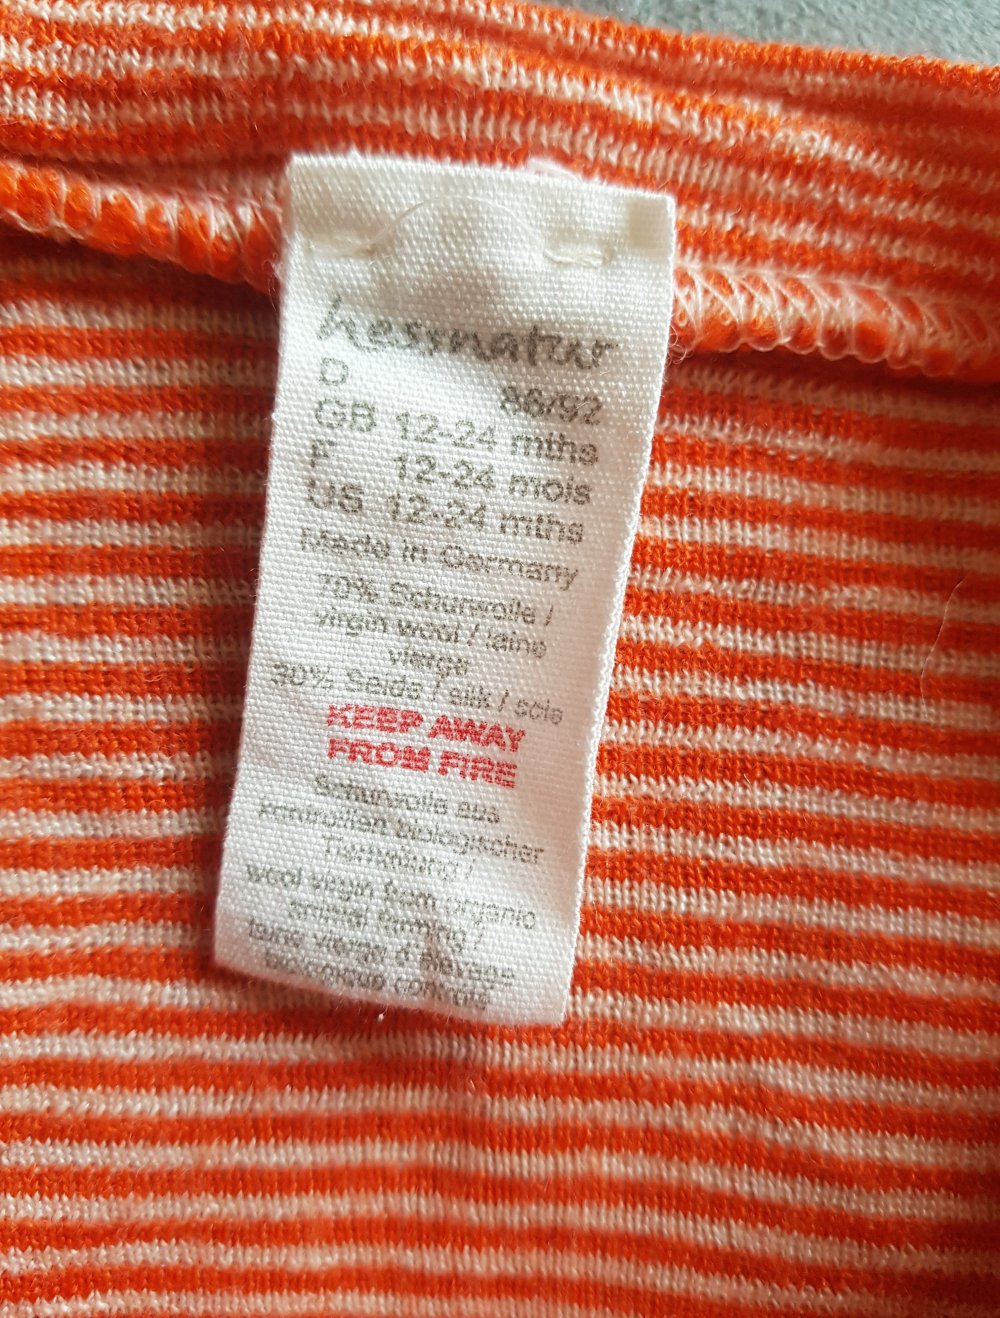 hessnatur
D 86/92
GB 12-24 mths
F 12-24 mois
US 12-24 mths
Made in Germany
70% Schurwolle /
virgin wool / laine
vierge
30% Seide / silk / soie
KEEP AWAY
FROM FIRE
Schurwolle aus
kontrolliert biologischer
Tierhaltung /
wool virgin from organic
animal farming /
laine vierge d'élevage
biologique contrôlé